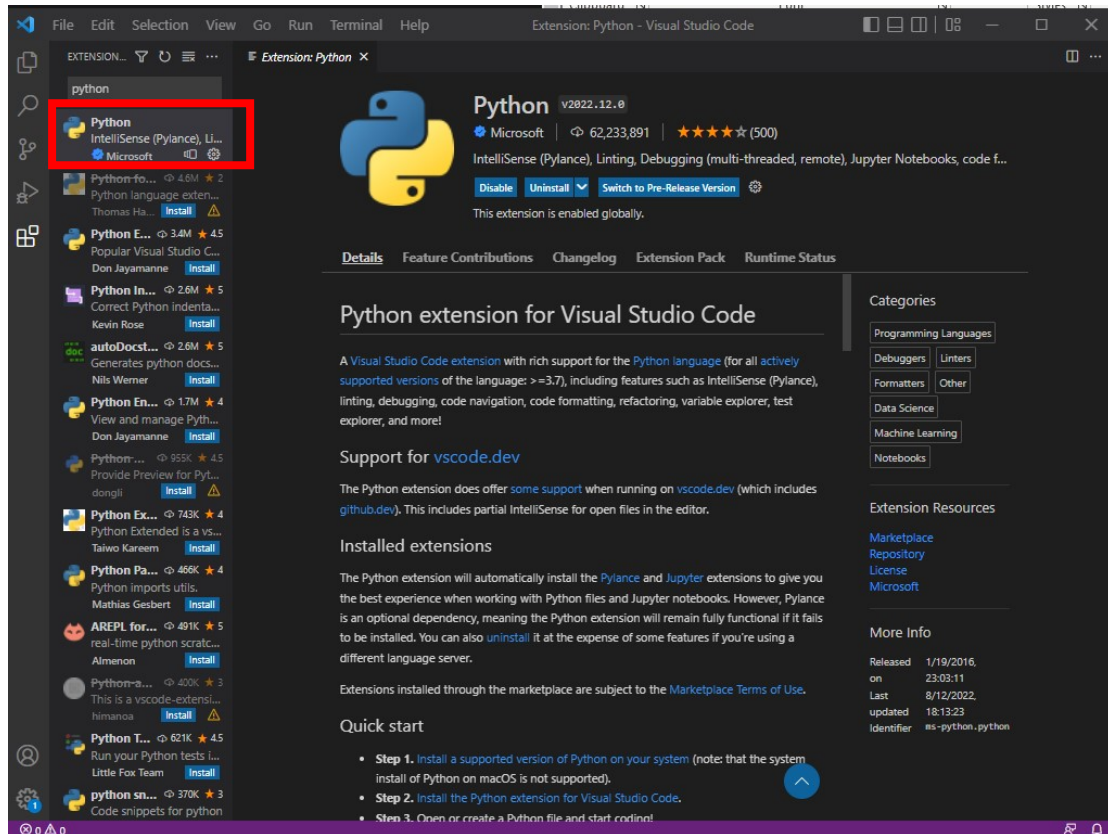 File Edit Selection View Go Run Terminal Help Extension: Python - Visual Studio Code
EXTENSION...
python
Python
IntelliSense (Pylance), Li...
Microsoft
Python fo... 4.6M ★ 2
Python language exten...
Thomas Ha... Install
Python E... 3.4M ★ 4.5
Popular Visual Studio C...
Don Jayamanne Install
Python In... 2.6M ★ 5
Correct Python indenta...
Kevin Rose Install
doc
autoDocst... 2.6M ★ 5
Generates python docs...
Nils Werner Install
Python En... 1.7M ★ 4
View and manage Pyth...
Don Jayamanne Install
Python ... 955K ★ 4.5
Provide Preview for Pyt...
dongli Install
Python Ex... 743K ★ 4
Python Extended is a vs...
Taiwo Kareem Install
Python Pa... 466K ★ 4
Python imports utils.
Mathias Gesbert Install
AREPL for... 491K ★ 5
real-time python scratc...
Almenon Install
Python-a... 400K ★ 3
This is a vscode-extensi...
himanoa Install
Python T... 621K ★ 4.5
Run your Python tests i...
Little Fox Team Install
python sn... 370K ★ 3
Code snippets for python
Extension: Python
Python v2022.12.0
Microsoft 62,233,891 ★★★★☆ (500)
IntelliSense (Pylance), Linting, Debugging (multi-threaded, remote), Jupyter Notebooks, code f...
Disable Uninstall Switch to Pre-Release Version
This extension is enabled globally.
Details Feature Contributions Changelog Extension Pack Runtime Status
Python extension for Visual Studio Code
A Visual Studio Code extension with rich support for the Python language (for all actively
supported versions of the language: >=3.7), including features such as IntelliSense (Pylance),
linting, debugging, code navigation, code formatting, refactoring, variable explorer, test
explorer, and more!
Support for vscode.dev
The Python extension does offer some support when running on vscode.dev (which includes
github.dev). This includes partial IntelliSense for open files in the editor.
Installed extensions
The Python extension will automatically install the Pylance and Jupyter extensions to give you
the best experience when working with Python files and Jupyter notebooks. However, Pylance
is an optional dependency, meaning the Python extension will remain fully functional if it fails
to be installed. You can also uninstall it at the expense of some features if you're using a
different language server.
Extensions installed through the marketplace are subject to the Marketplace Terms of Use.
Quick start
• Step 1. Install a supported version of Python on your system (note: that the system
install of Python on macOS is not supported).
• Step 2. Install the Python extension for Visual Studio Code.
• Step 3. Open or create a Python file and start coding!
Categories
Programming Languages
Debuggers Linters
Formatters Other
Data Science
Machine Learning
Notebooks
Extension Resources
Marketplace
Repository
License
Microsoft
More Info
Released 1/19/2016,
on 23:03:11
Last 8/12/2022,
updated 18:13:23
Identifier ms-python.python
1
0 0